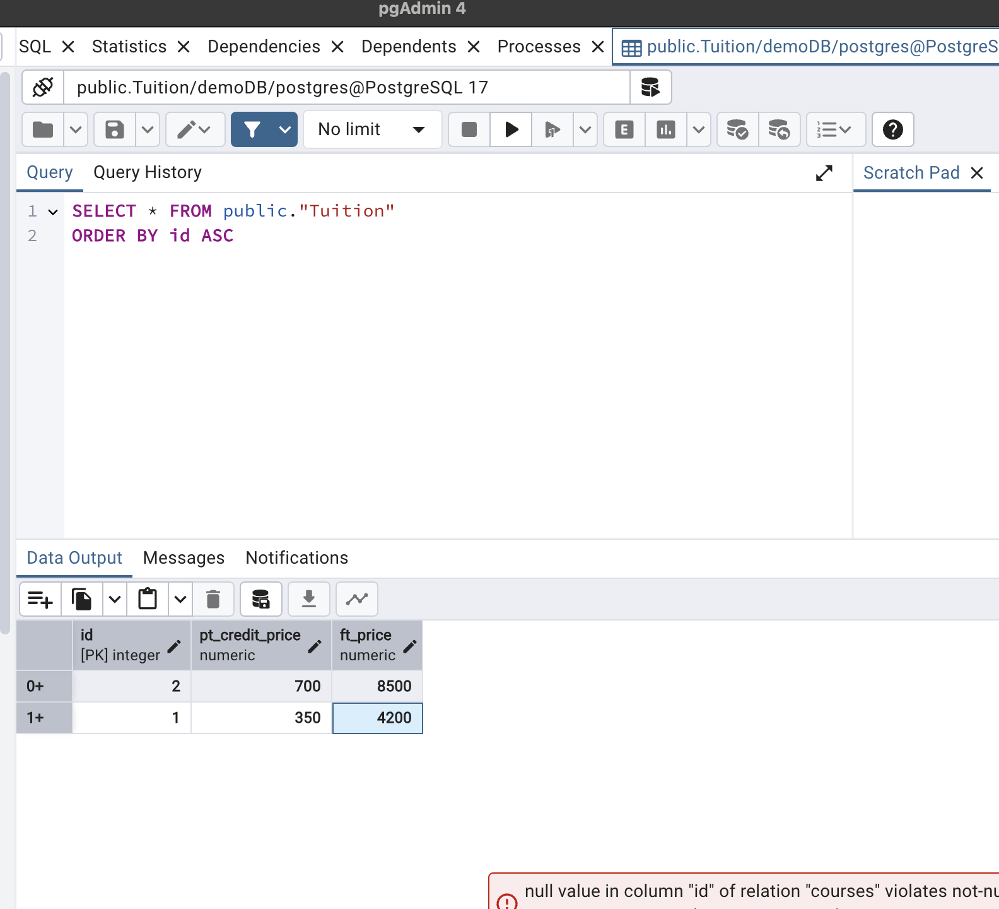 pgAdmin 4
SQL Statistics Dependencies Dependents Processes public.Tuition/demoDB/postgres@PostgreS
public.Tuition/demoDB/postgres@PostgreSQL 17
No limit
Query Query History Scratch Pad
1 SELECT * FROM public."Tuition"
2 ORDER BY id ASC
Data Output Messages Notifications
id pt_credit_price ft_price
[PK] integer numeric numeric
0+ 2 700 8500
1+ 1 350 4200
null value in column "id" of relation "courses" violates not-nu